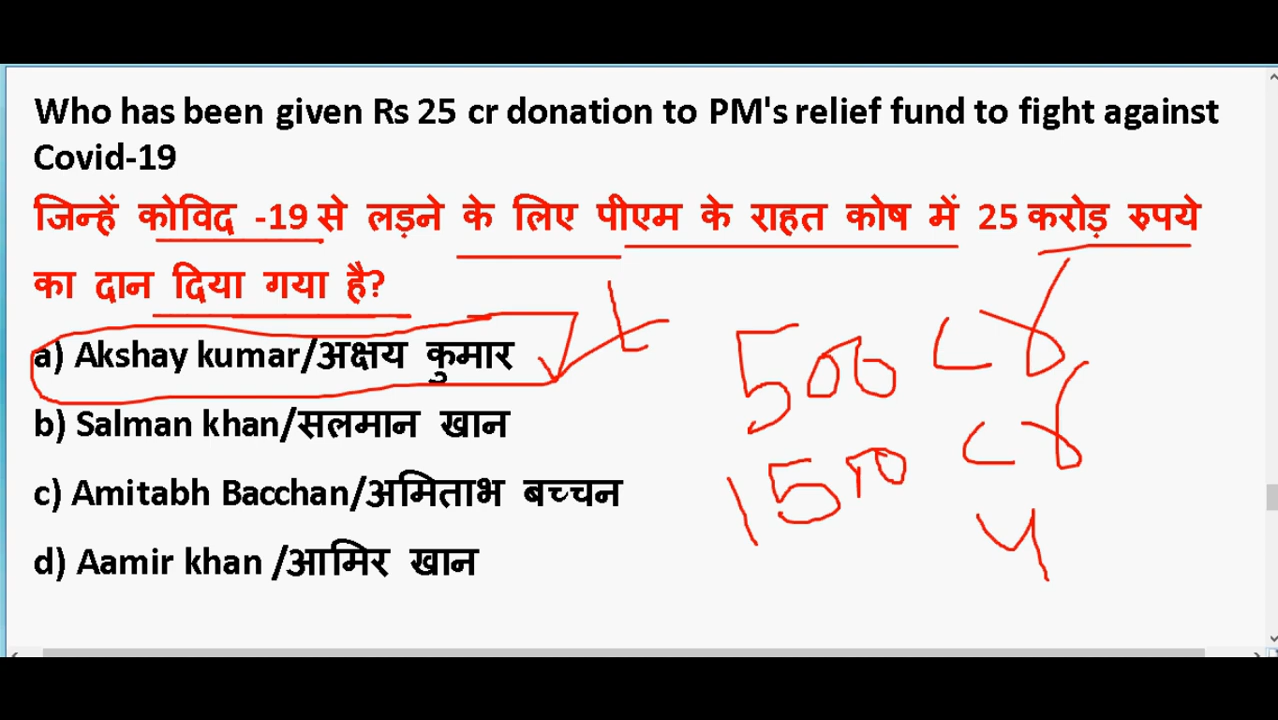 Who has been given Rs 25 cr donation to PM's relief fund to fight against
Covid-19
जिन्हें कोविद -19 से लड़ने के लिए पीएम के राहत कोष में 25 करोड़ रुपये
का दान दिया गया है?
a) Akshay kumar/अक्षय कुमार
b) Salman khan/सलमान खान
c) Amitabh Bacchan/अमिताभ बच्चन
d) Aamir khan /आमिर खान
500 cr
1500 cr